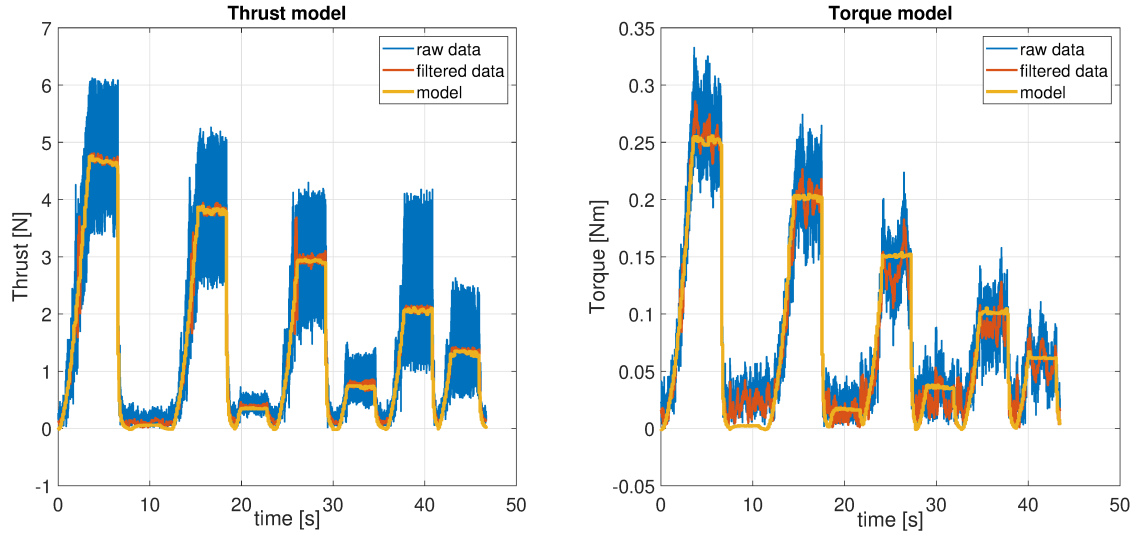 Thrust model
7
6
5
4
3
2
1
0
-1
Thrust [N]
raw data
filtered data
model
0 10 20 30 40 50
time [s]
Torque model
0.35
0.3
0.25
0.2
0.15
0.1
0.05
0
-0.05
Torque [Nm]
raw data
filtered data
model
0 10 20 30 40 50
time [s]